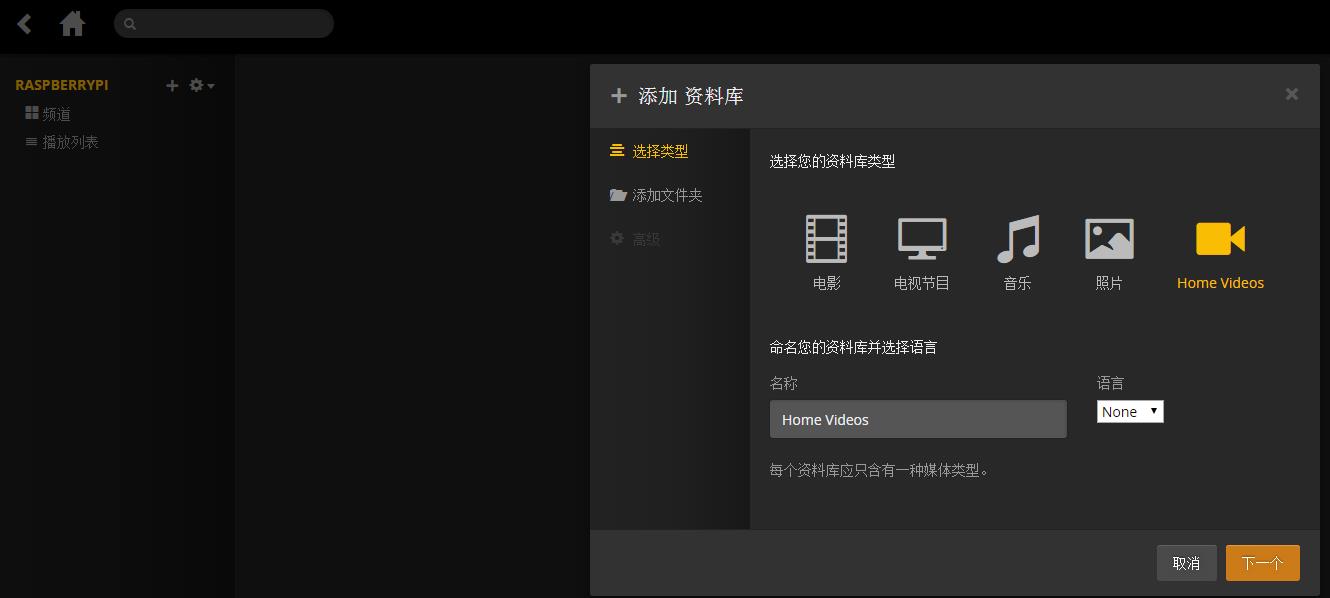 RASPBERRYPI
频道
播放列表
添加 资料库
选择类型
添加文件夹
高级
选择您的资料库类型
电影 电视节目 音乐 照片 Home Videos
命名您的资料库并选择语言
名称 语言
Home Videos None
每个资料库应只含有一种媒体类型。
取消 下一个